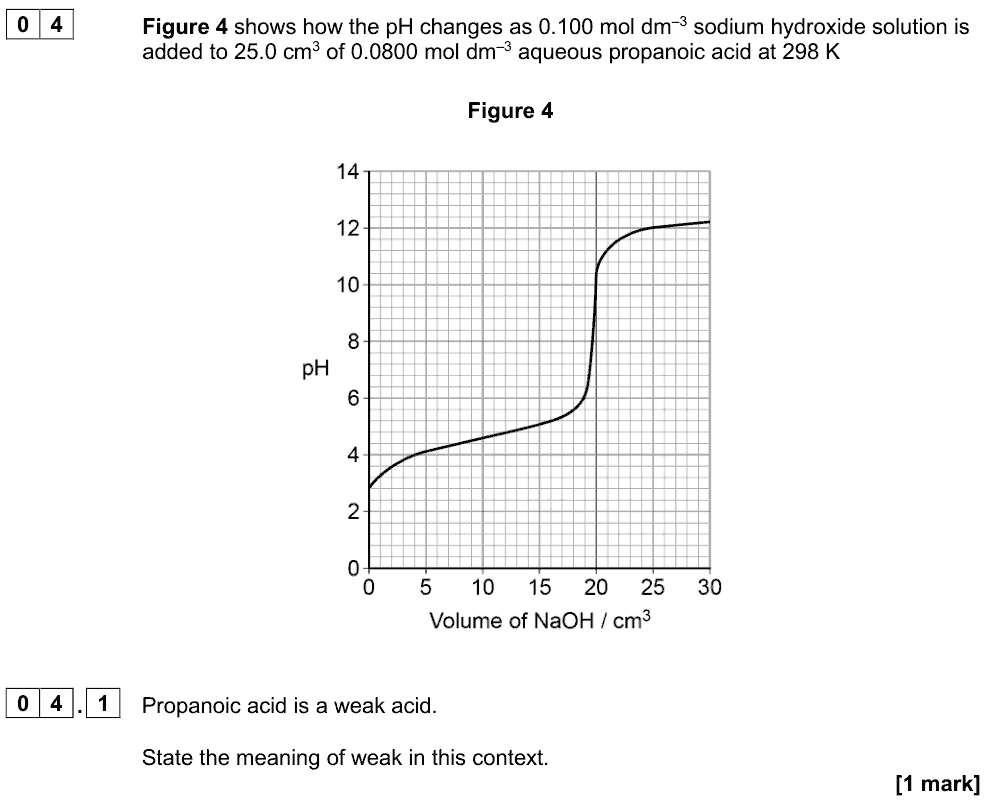 0 4 Figure 4 shows how the pH changes as 0.100 mol dm⁻³ sodium hydroxide solution is
added to 25.0 cm³ of 0.0800 mol dm⁻³ aqueous propanoic acid at 298 K
Figure 4
14
12
10
8
pH
6
4
2
0
0 5 10 15 20 25 30
Volume of NaOH / cm³
0 4 . 1 Propanoic acid is a weak acid.
State the meaning of weak in this context.
[1 mark]